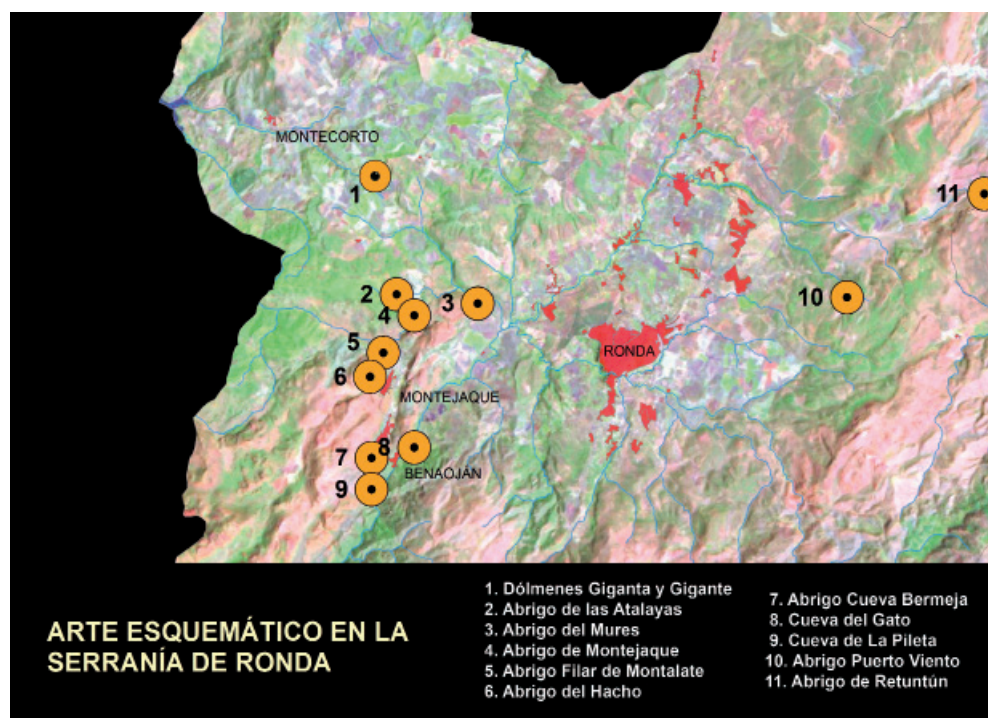 MONTECORTO
1
11
2
10
3
4
5
RONDA
6
MONTEJAQUE
8
7
BENAOJÁN
9
ARTE ESQUEMÁTICO EN LA
SERRANÍA DE RONDA
1. Dólmenes Giganta y Gigante
2. Abrigo de las Atalayas
3. Abrigo del Mures
4. Abrigo de Montejaque
5. Abrigo Filar de Montalate
6. Abrigo del Hacho
7. Abrigo Cueva Bermeja
8. Cueva del Gato
9. Cueva de La Pileta
10. Abrigo Puerto Viento
11. Abrigo de Retuntún